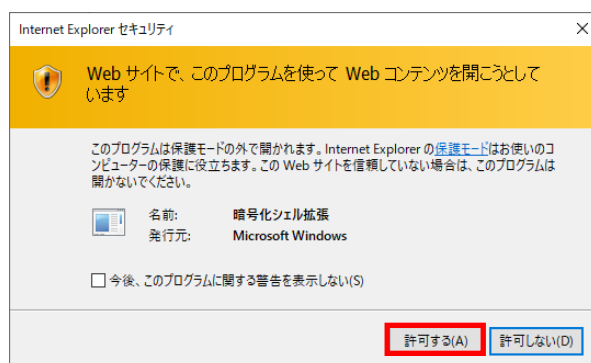 Internet Explorer セキュリティ
Web サイトで、このプログラムを使って Web コンテンツを開こうとして
います
このプログラムは保護モードの外で開かれます。Internet Explorer の保護モードはお使いのコ
ンピューターの保護に役立ちます。この Web サイトを信頼していない場合は、このプログラムは
開かないでください。
名前: 暗号化シェル拡張
発行元: Microsoft Windows
今後、このプログラムに関する警告を表示しない(S)
許可する(A) 許可しない(D)